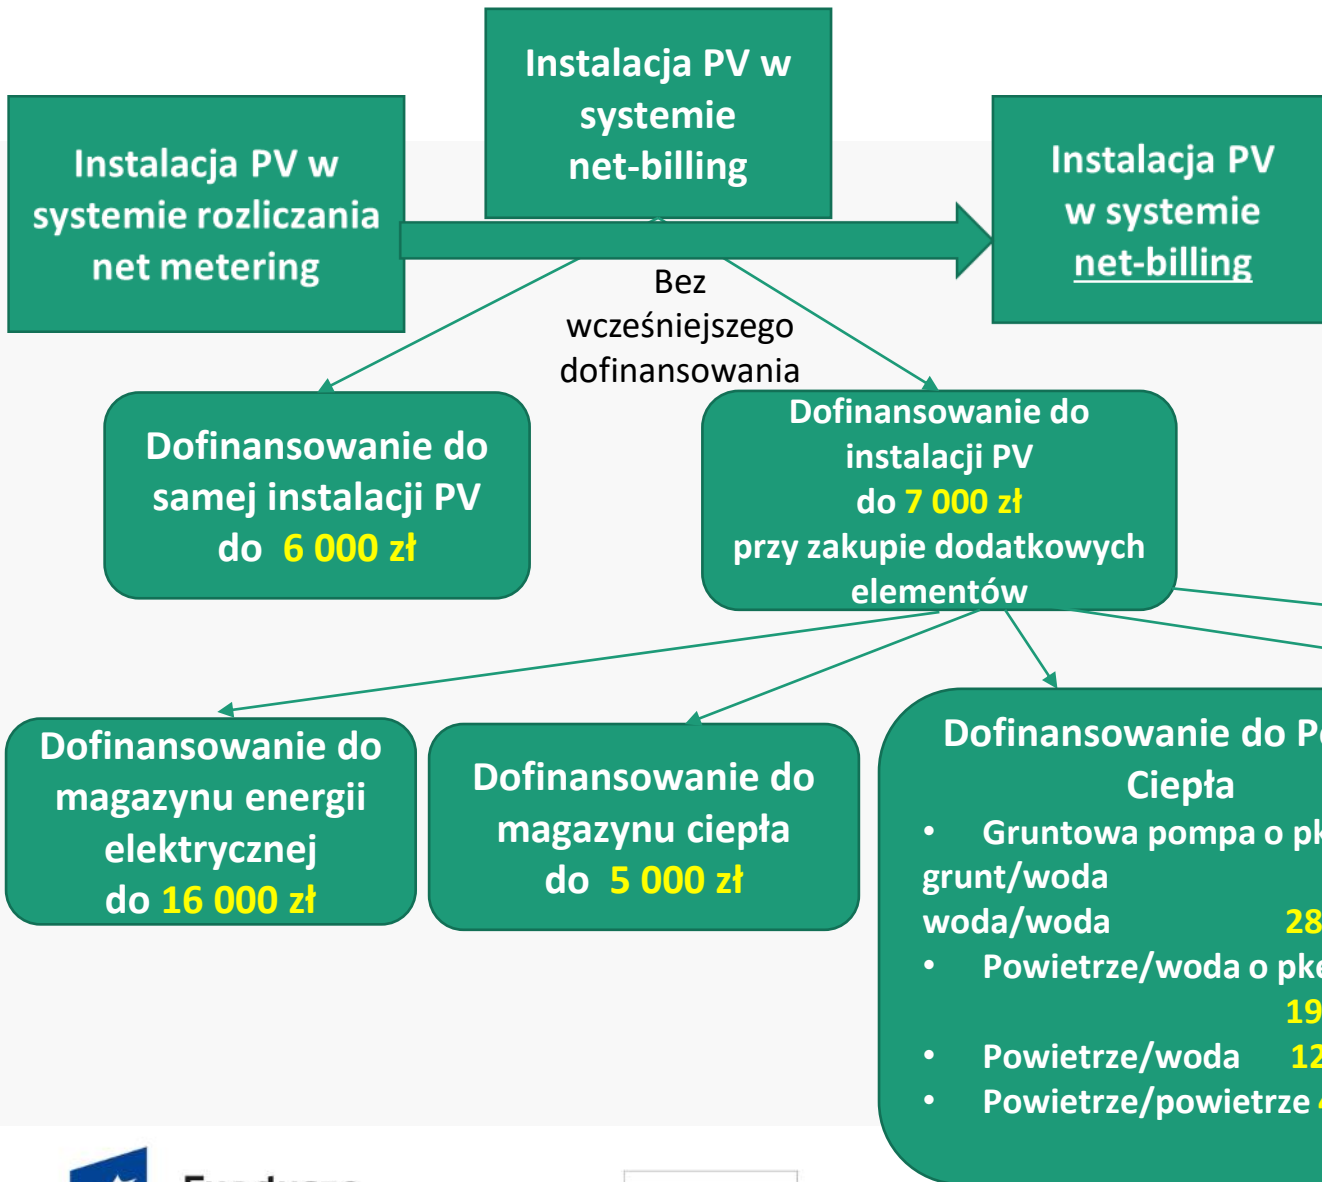 Instalacja PV w
systemie
net-billing
Instalacja PV w
systemie rozliczania
net metering
Instalacja PV
w systemie
net-billing
Bez
wcześniejszego
dofinansowania
Dofinansowanie do
samej instalacji PV
do 6 000 zł
Dofinansowanie do
instalacji PV
do 7 000 zł
przy zakupie dodatkowych
elementów
Dofinansowanie do
magazynu energii
elektrycznej
do 16 000 zł
Dofinansowanie do
magazynu ciepła
do 5 000 zł
Dofinansowanie do
Ciepła
• Gruntowa pompa o
grunt/woda
woda/woda 28
• Powietrze/woda o
19
• Powietrze/woda 12
• Powietrze/powietrze